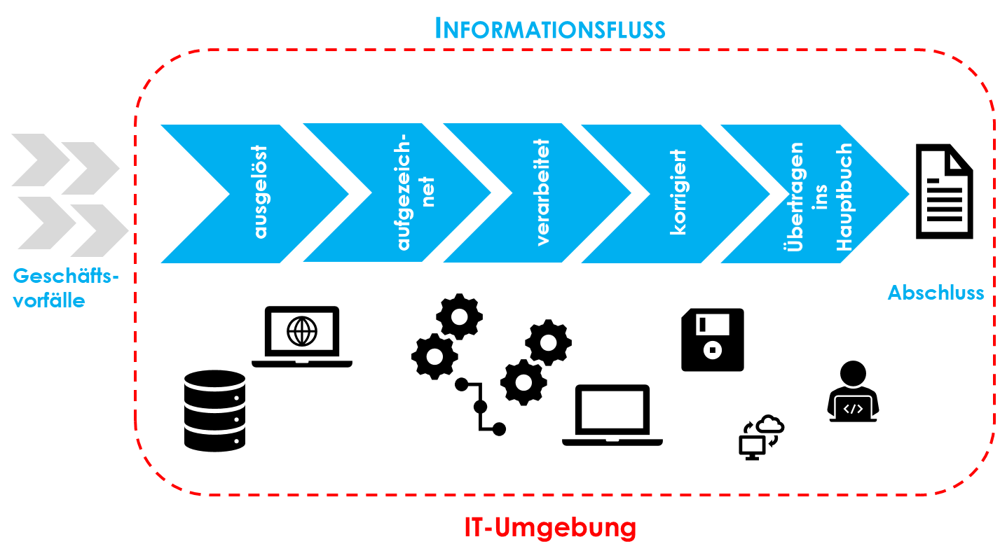 INFORMATIONSFLUSS
Geschäfts-
vorfälle
ausgelöst
aufgezeich-
net
verarbeitet
korrigiert
Übertragen
ins
Hauptbuch
Abschluss
</>
IT-Umgebung